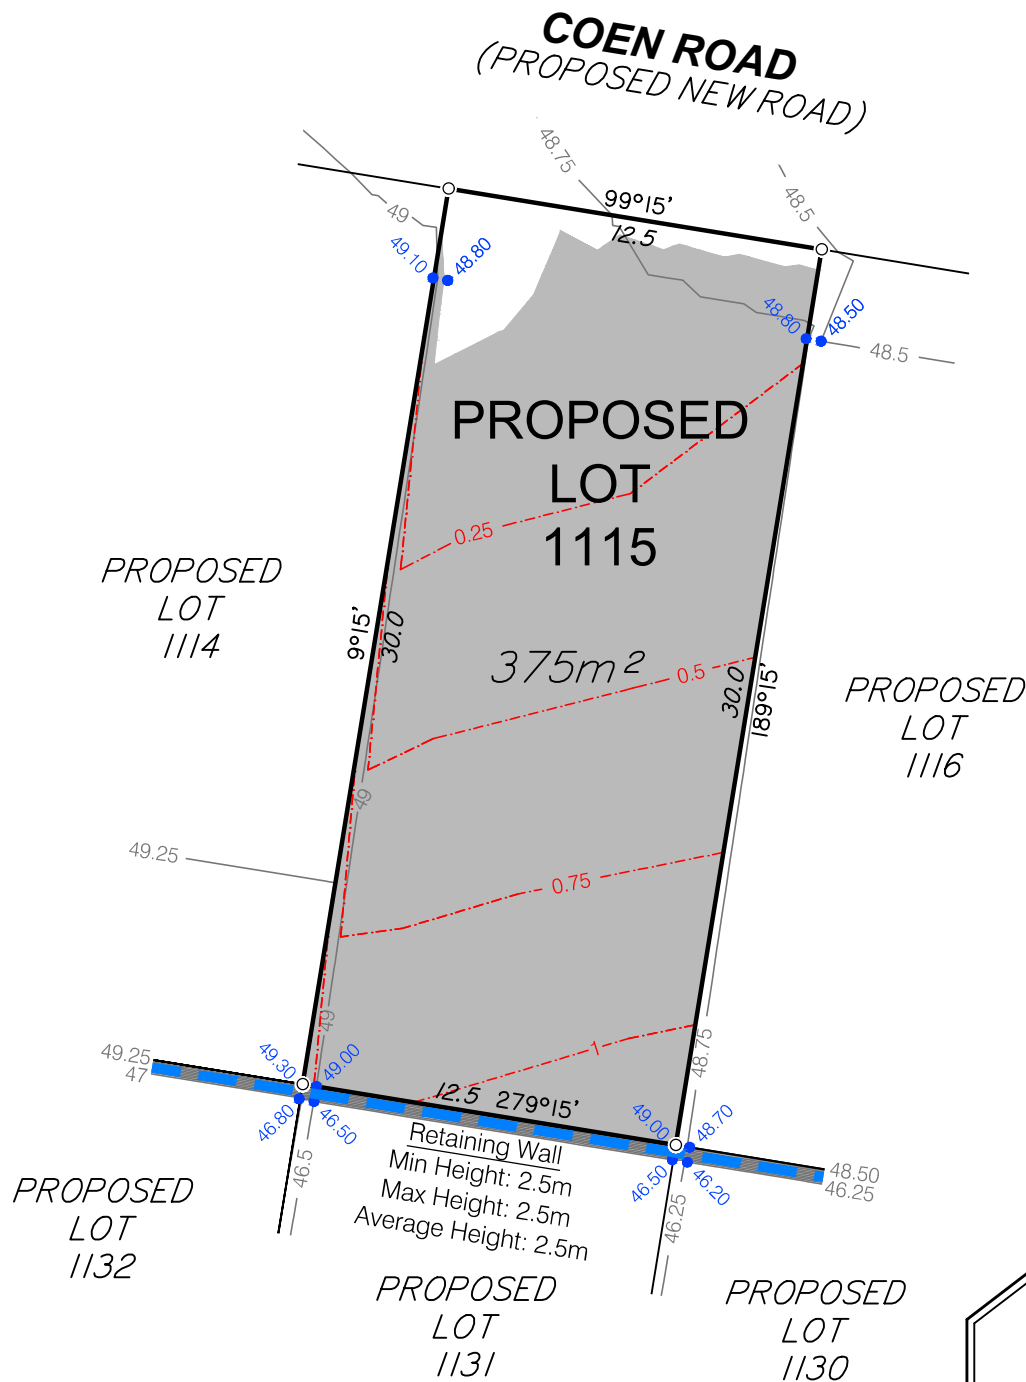 COEN ROAD
(PROPOSED NEW ROAD)
48.75
48.5
49
99°15'
12.5
49.10
48.80
48.80
48.50
48.5
PROPOSED
LOT
1115
0.25
PROPOSED
LOT
1114
9°15'
30.0
375m²
0.5
30.0
189°15'
PROPOSED
LOT
1116
49
49.25
0.75
49
1
48.75
49.25
47
49.30
49.00
12.5 279°15'
49.00
48.70
46.80
46.50
46.50
46.20
48.50
46.25
46.5
46.25
Retaining Wall
Min Height: 2.5m
Max Height: 2.5m
Average Height: 2.5m
PROPOSED
LOT
1132
PROPOSED
LOT
1131
PROPOSED
LOT
1130